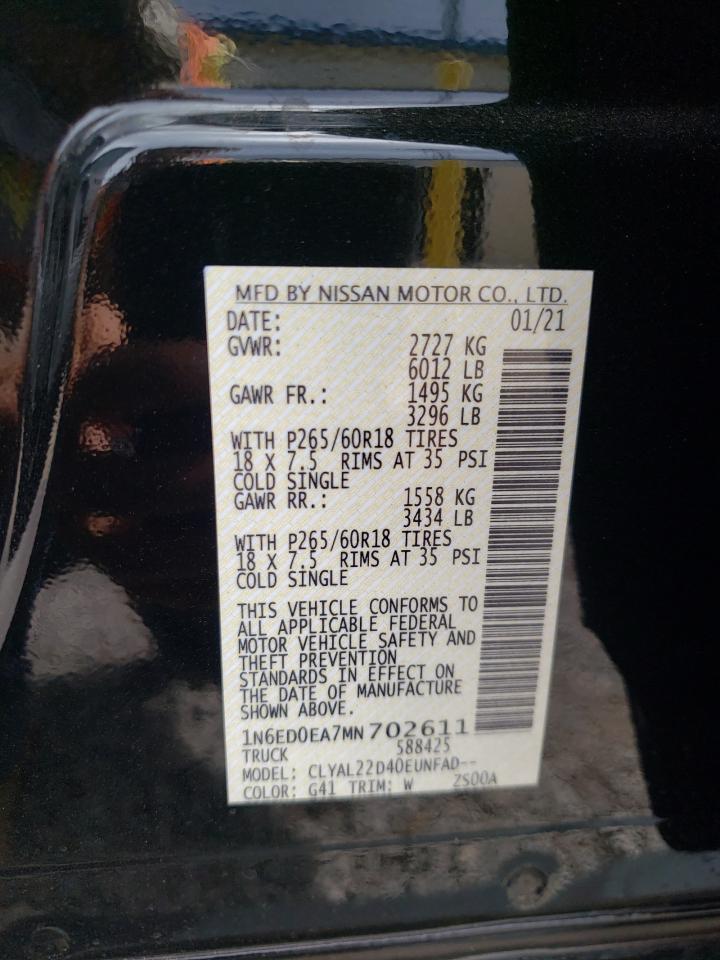 MFD BY NISSAN MOTOR CO., LTD.
DATE: 01/21
GVWR: 2727 KG
6012 LB
GAWR FR.: 1495 KG
3296 LB
WITH P265/60R18 TIRES
18 X 7.5 RIMS AT 35 PSI
COLD SINGLE
GAWR RR.: 1558 KG
3434 LB
WITH P265/60R18 TIRES
18 X 7.5 RIMS AT 35 PSI
COLD SINGLE
THIS VEHICLE CONFORMS TO
ALL APPLICABLE FEDERAL
MOTOR VEHICLE SAFETY AND
THEFT PREVENTION
STANDARDS IN EFFECT ON
THE DATE OF MANUFACTURE
SHOWN ABOVE.
1N6ED0EA7MN702611
TRUCK 588425
MODEL: CLYAL22D40EUNFAD--
COLOR: G41 TRIM: W ZS00A